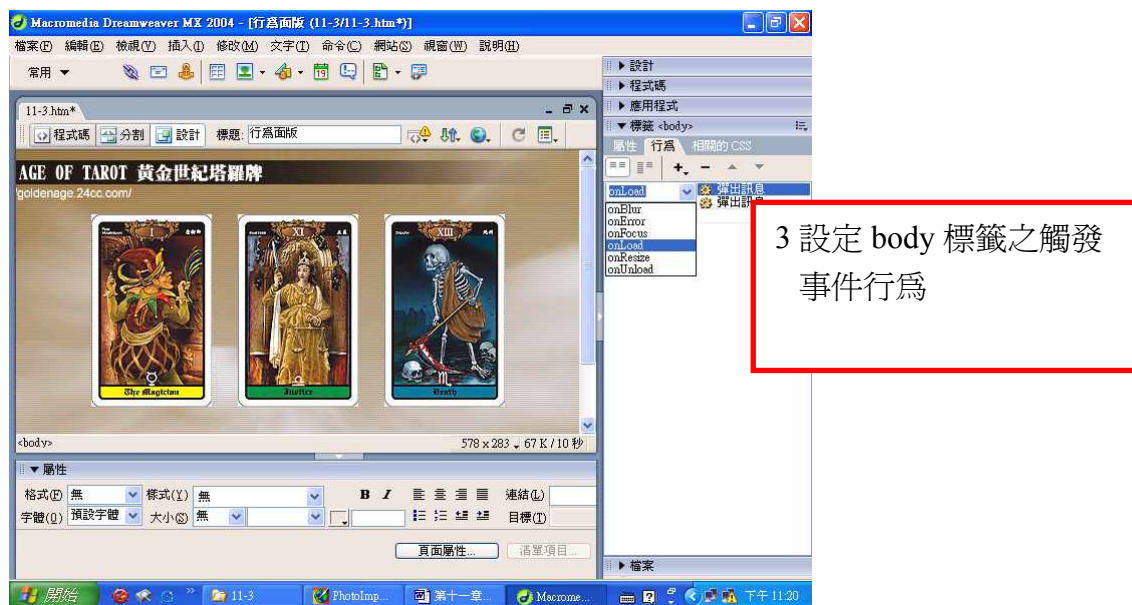 Macromedia Dreamweaver MX 2004 - [行為面版 (11-3/11-3.htm*)]
檔案(F) 編輯(E) 檢視(V) 插入(I) 修改(M) 文字(T) 命令(C) 網站(S) 視窗(W) 說明(H)
常用
11-3.htm*
程式碼 分割 設計 標題: 行為面版
AGE OF TAROT 黃金世紀塔羅牌
goldenage.24cc.com/
I XI XIII
The Magician Justice Death
<body> 578 x 283 67 K / 10 秒
屬性
格式(F) 無 樣式(Y) 無 B I 連結(L)
字體(O) 預設字體 大小(S) 無 目標(T)
頁面屬性... 清單項目...
設計
程式碼
應用程式
標籤 <body>
屬性 行為 相關的 CSS
onLoad 彈出訊息
彈出訊息
onBlur
onError
onFocus
onLoad
onResize
onUnload
檔案
3 設定 body 標籤之觸發
事件行為
開始 11-3 PhotoImp... 第十一章... Macrome... 下午 11:20